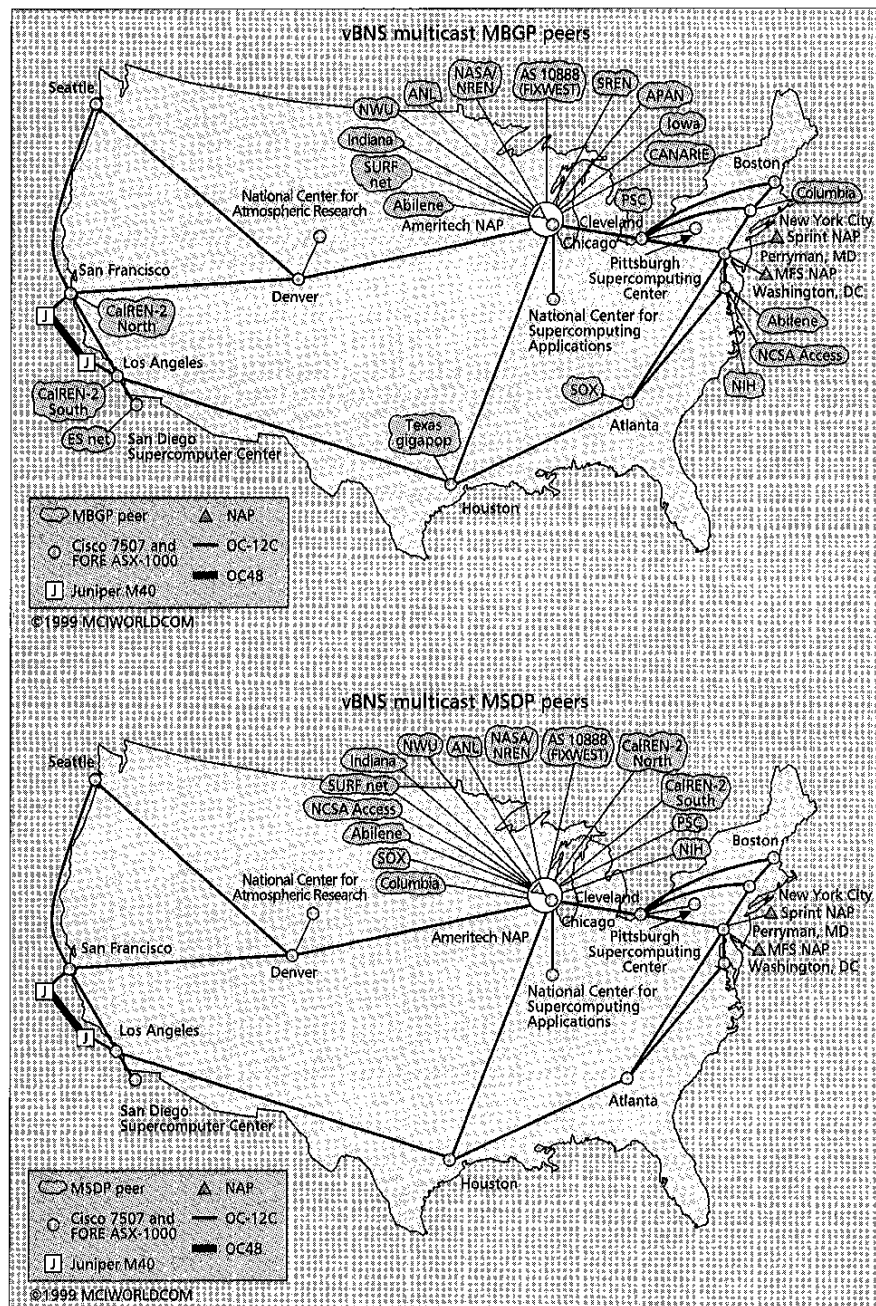 vBNS multicast MBGP peers
Seattle
NWU
ANL
NASA/
NREN
AS 10888
(FIXWEST)
SREN
APAN
Iowa
CANARIE
Indiana
SURF
net
Abilene
National Center for
Atmospheric Research
Ameritech NAP
Boston
PSC
Columbia
Cleveland
Chicago
New York City
Sprint NAP
Pittsburgh
Supercomputing
Center
Perryman, MD
MFS NAP
Washington, DC
San Francisco
Denver
CalREN-2
North
J
J
Los Angeles
National Center for
Supercomputing
Applications
Abilene
NCSA Access
NIH
CalREN-2
South
ES net
San Diego
Supercomputer Center
SOX
Atlanta
Texas
gigapop
Houston
MBGP peer
NAP
Cisco 7507 and
FORE ASX-1000
OC-12C
OC48
J
Juniper M40
©1999 MCIWORLDCOM
vBNS multicast MSDP peers
Seattle
Indiana
NWU
ANL
NASA/
NREN
AS 10888
(FIXWEST)
CalREN-2
North
SURF net
NCSA Access
Abilene
SOX
Columbia
CalREN-2
South
PSC
NIH
Boston
National Center for
Atmospheric Research
Ameritech NAP
Cleveland
Chicago
New York City
Sprint NAP
Pittsburgh
Supercomputing
Center
Perryman, MD
MFS NAP
Washington, DC
San Francisco
Denver
J
J
Los Angeles
National Center for
Supercomputing
Applications
San Diego
Supercomputer Center
Atlanta
Houston
MSDP peer
NAP
Cisco 7507 and
FORE ASX-1000
OC-12C
OC48
J
Juniper M40
©1999 MCIWORLDCOM